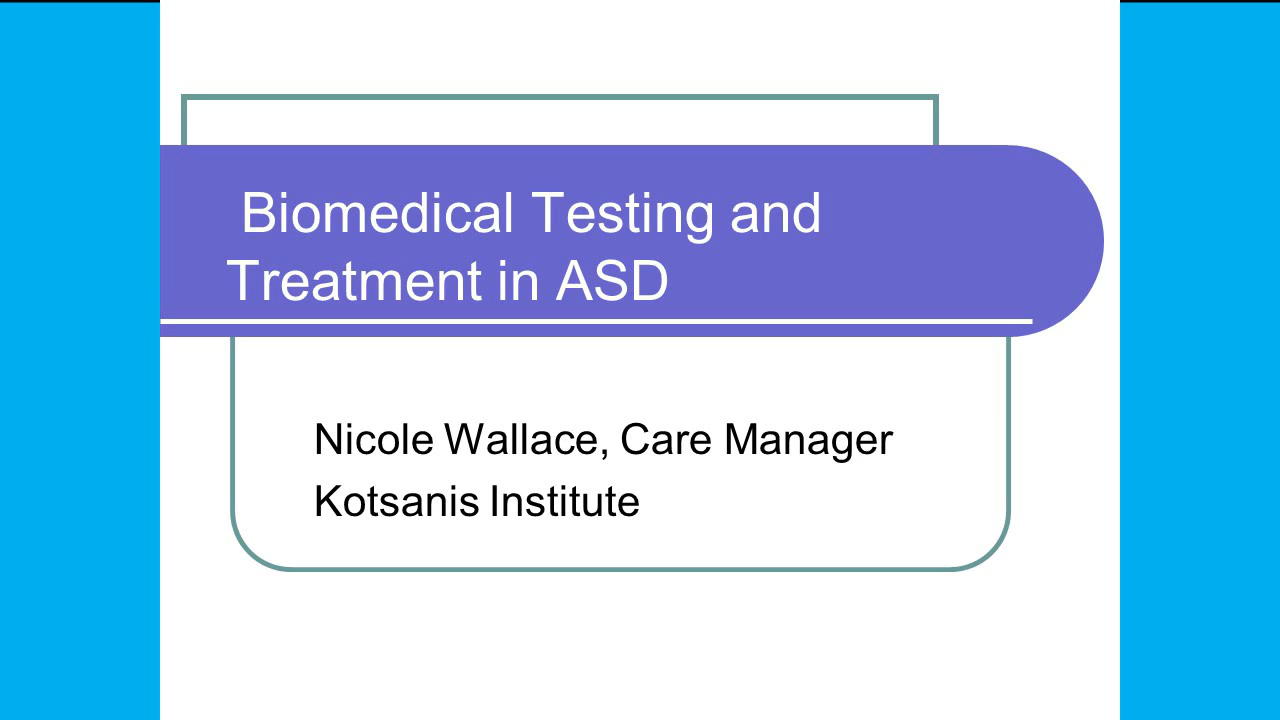 Biomedical Testing and
Treatment in ASD
Nicole Wallace, Care Manager
Kotsanis Institute